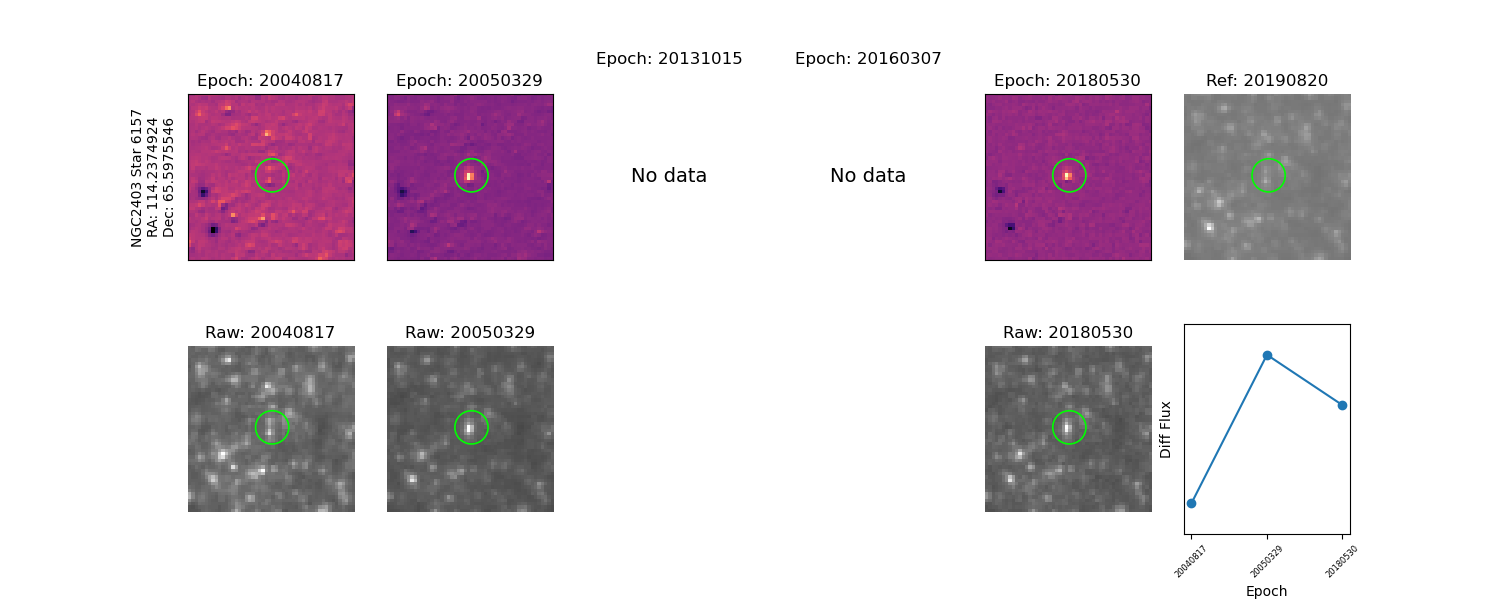 NGC2403 Star 6157
RA: 114.2374924
Dec: 65.5975546
Epoch: 20040817
Epoch: 20050329
Epoch: 20131015
No data
Epoch: 20160307
No data
Epoch: 20180530
Ref: 20190820
Raw: 20040817
Raw: 20050329
Raw: 20180530
Diff Flux
20040817
20050329
20180530
Epoch